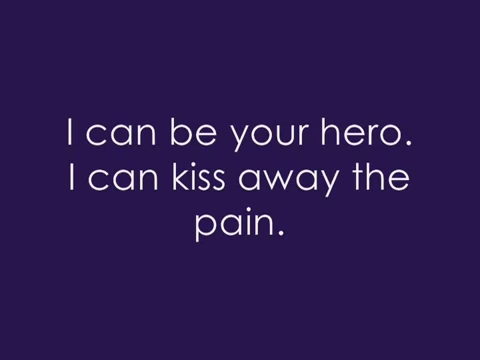 I can be your hero.
I can kiss away the
pain.